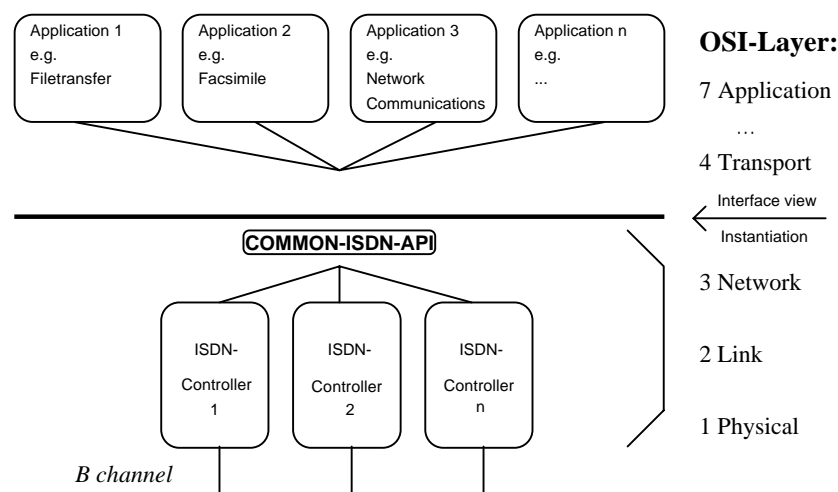 Application 1
e.g.
Filetransfer
Application 2
e.g.
Facsimile
Application 3
e.g.
Network
Communications
Application n
e.g.
...
OSI-Layer:
7 Application
...
4 Transport
Interface view
Instantiation
COMMON-ISDN-API
3 Network
ISDN-
Controller
1
ISDN-
Controller
2
ISDN-
Controller
n
2 Link
1 Physical
B channel